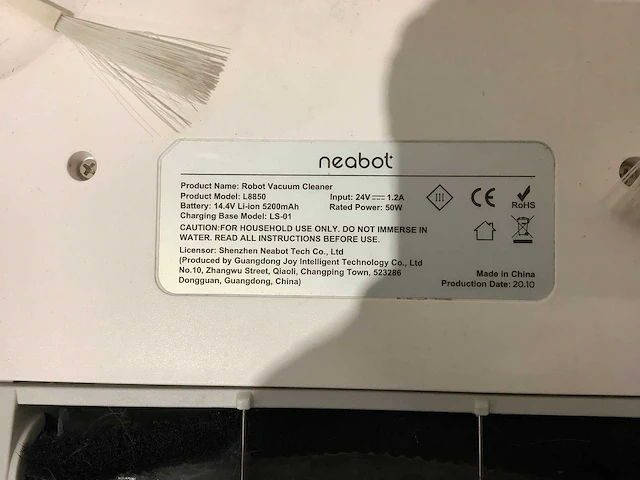 neabot
Product Name: Robot Vacuum Cleaner
Product Model: L8850 Input: 24V⎓1.2A
Battery: 14.4V Li-ion 5200mAh Rated Power: 50W
Charging Base Model: LS-01
III
CE
RoHS
CAUTION:FOR HOUSEHOLD USE ONLY. DO NOT IMMERSE IN
WATER. READ ALL INSTRUCTIONS BEFORE USE.
Licensor: Shenzhen Neabot Tech Co., Ltd
(Produced by Guangdong Joy Intelligent Technology Co., Ltd
No.10, Zhangwu Street, Qiaoli, Changping Town, 523286
Dongguan, Guangdong, China)
Made in China
Production Date: 20.10